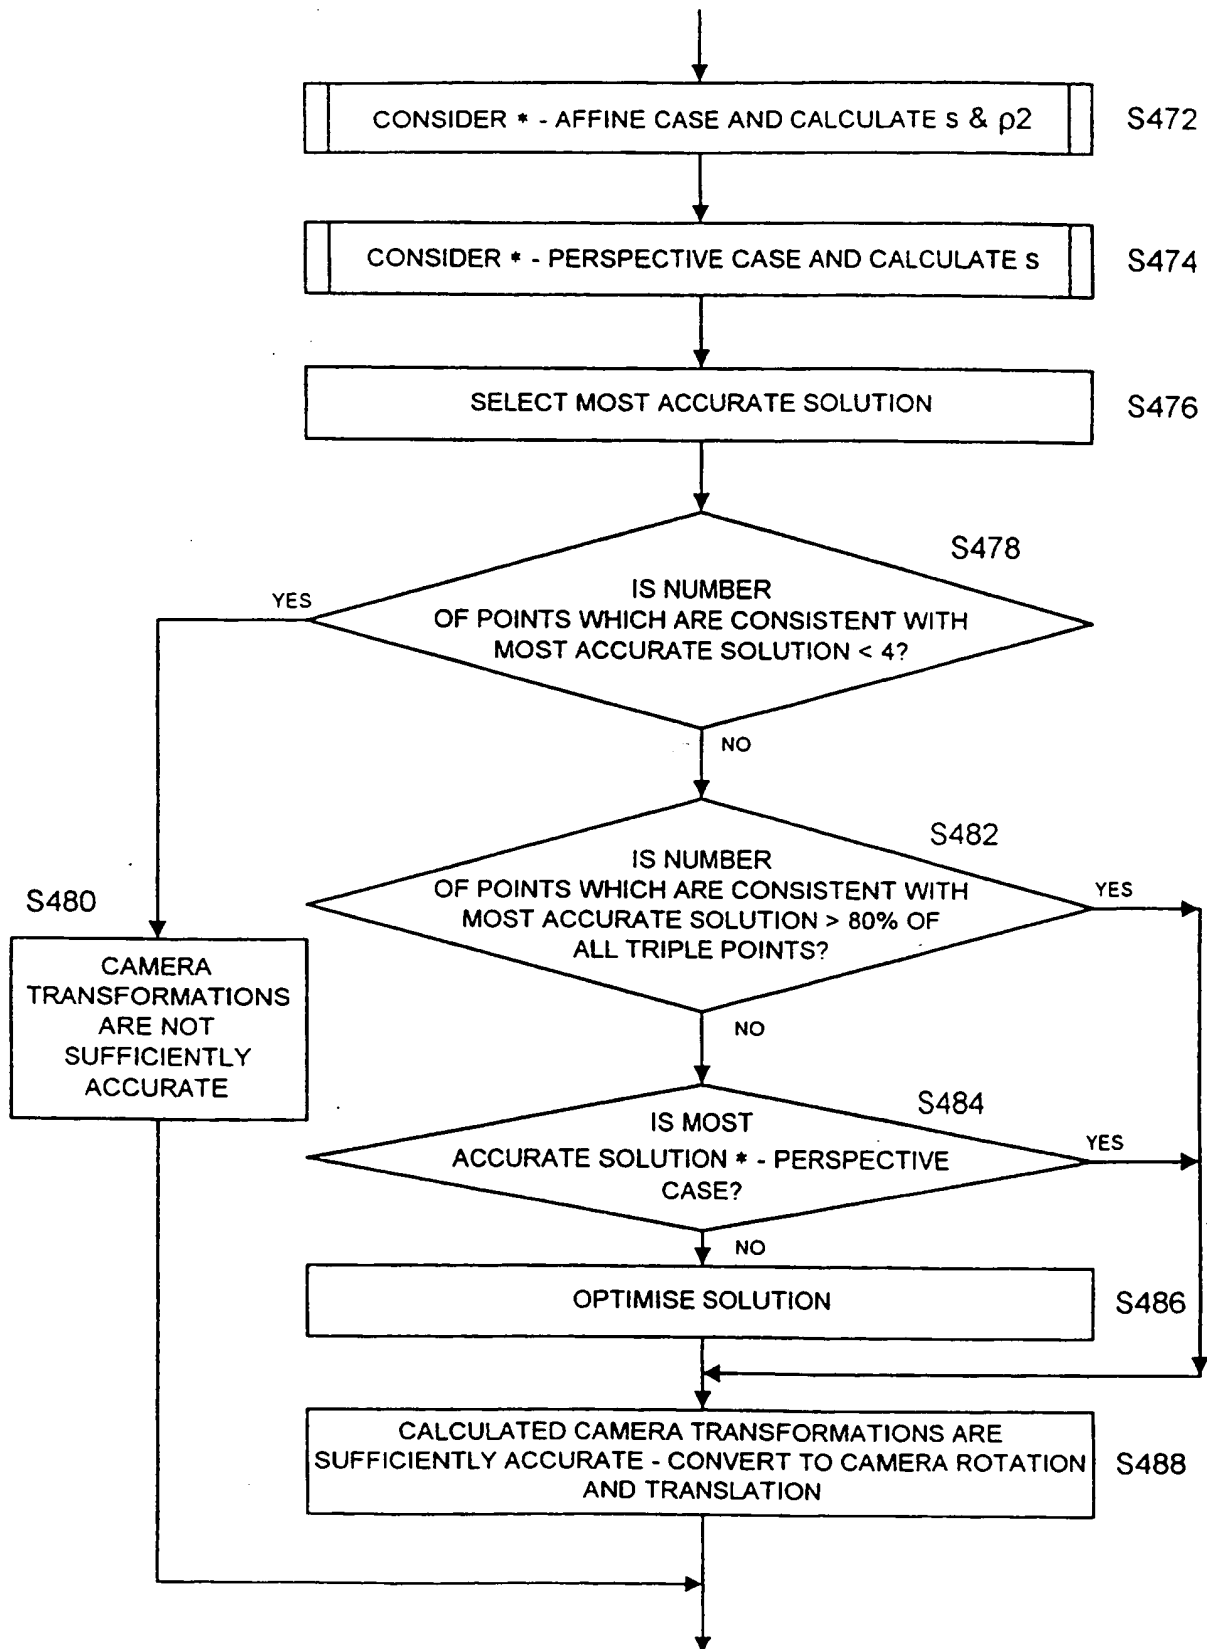 CONSIDER * - AFFINE CASE AND CALCULATE s & ρ2
S472
CONSIDER * - PERSPECTIVE CASE AND CALCULATE s
S474
SELECT MOST ACCURATE SOLUTION
S476
S478
IS NUMBER
OF POINTS WHICH ARE CONSISTENT WITH
MOST ACCURATE SOLUTION < 4?
YES
NO
S482
IS NUMBER
OF POINTS WHICH ARE CONSISTENT WITH
MOST ACCURATE SOLUTION > 80% OF
ALL TRIPLE POINTS?
YES
NO
S480
CAMERA
TRANSFORMATIONS
ARE NOT
SUFFICIENTLY
ACCURATE
S484
IS MOST
ACCURATE SOLUTION * - PERSPECTIVE
CASE?
YES
NO
OPTIMISE SOLUTION
S486
CALCULATED CAMERA TRANSFORMATIONS ARE
SUFFICIENTLY ACCURATE - CONVERT TO CAMERA ROTATION
AND TRANSLATION
S488